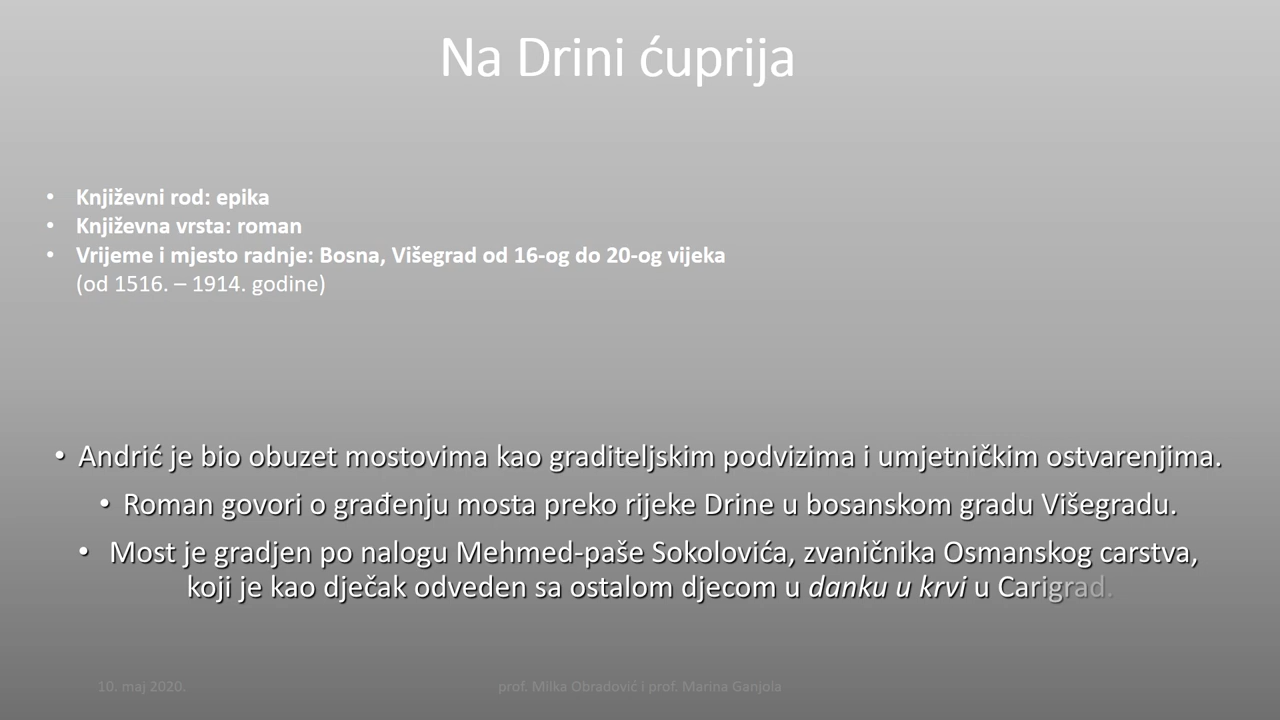 Na Drini ćuprija
• Književni rod: epika
• Književna vrsta: roman
• Vrijeme i mjesto radnje: Bosna, Višegrad od 16-og do 20-og vijeka
(od 1516. – 1914. godine)
• Andrić je bio obuzet mostovima kao graditeljskim podvizima i umjetničkim ostvarenjima.
• Roman govori o građenju mosta preko rijeke Drine u bosanskom gradu Višegradu.
• Most je gradjen po nalogu Mehmed-paše Sokolovića, zvaničnika Osmanskog carstva,
koji je kao dječak odveden sa ostalom djecom u danku u krvi u Carigrad.
10. maj 2020.
prof. Milka Obradović i prof. Marina Ganjola